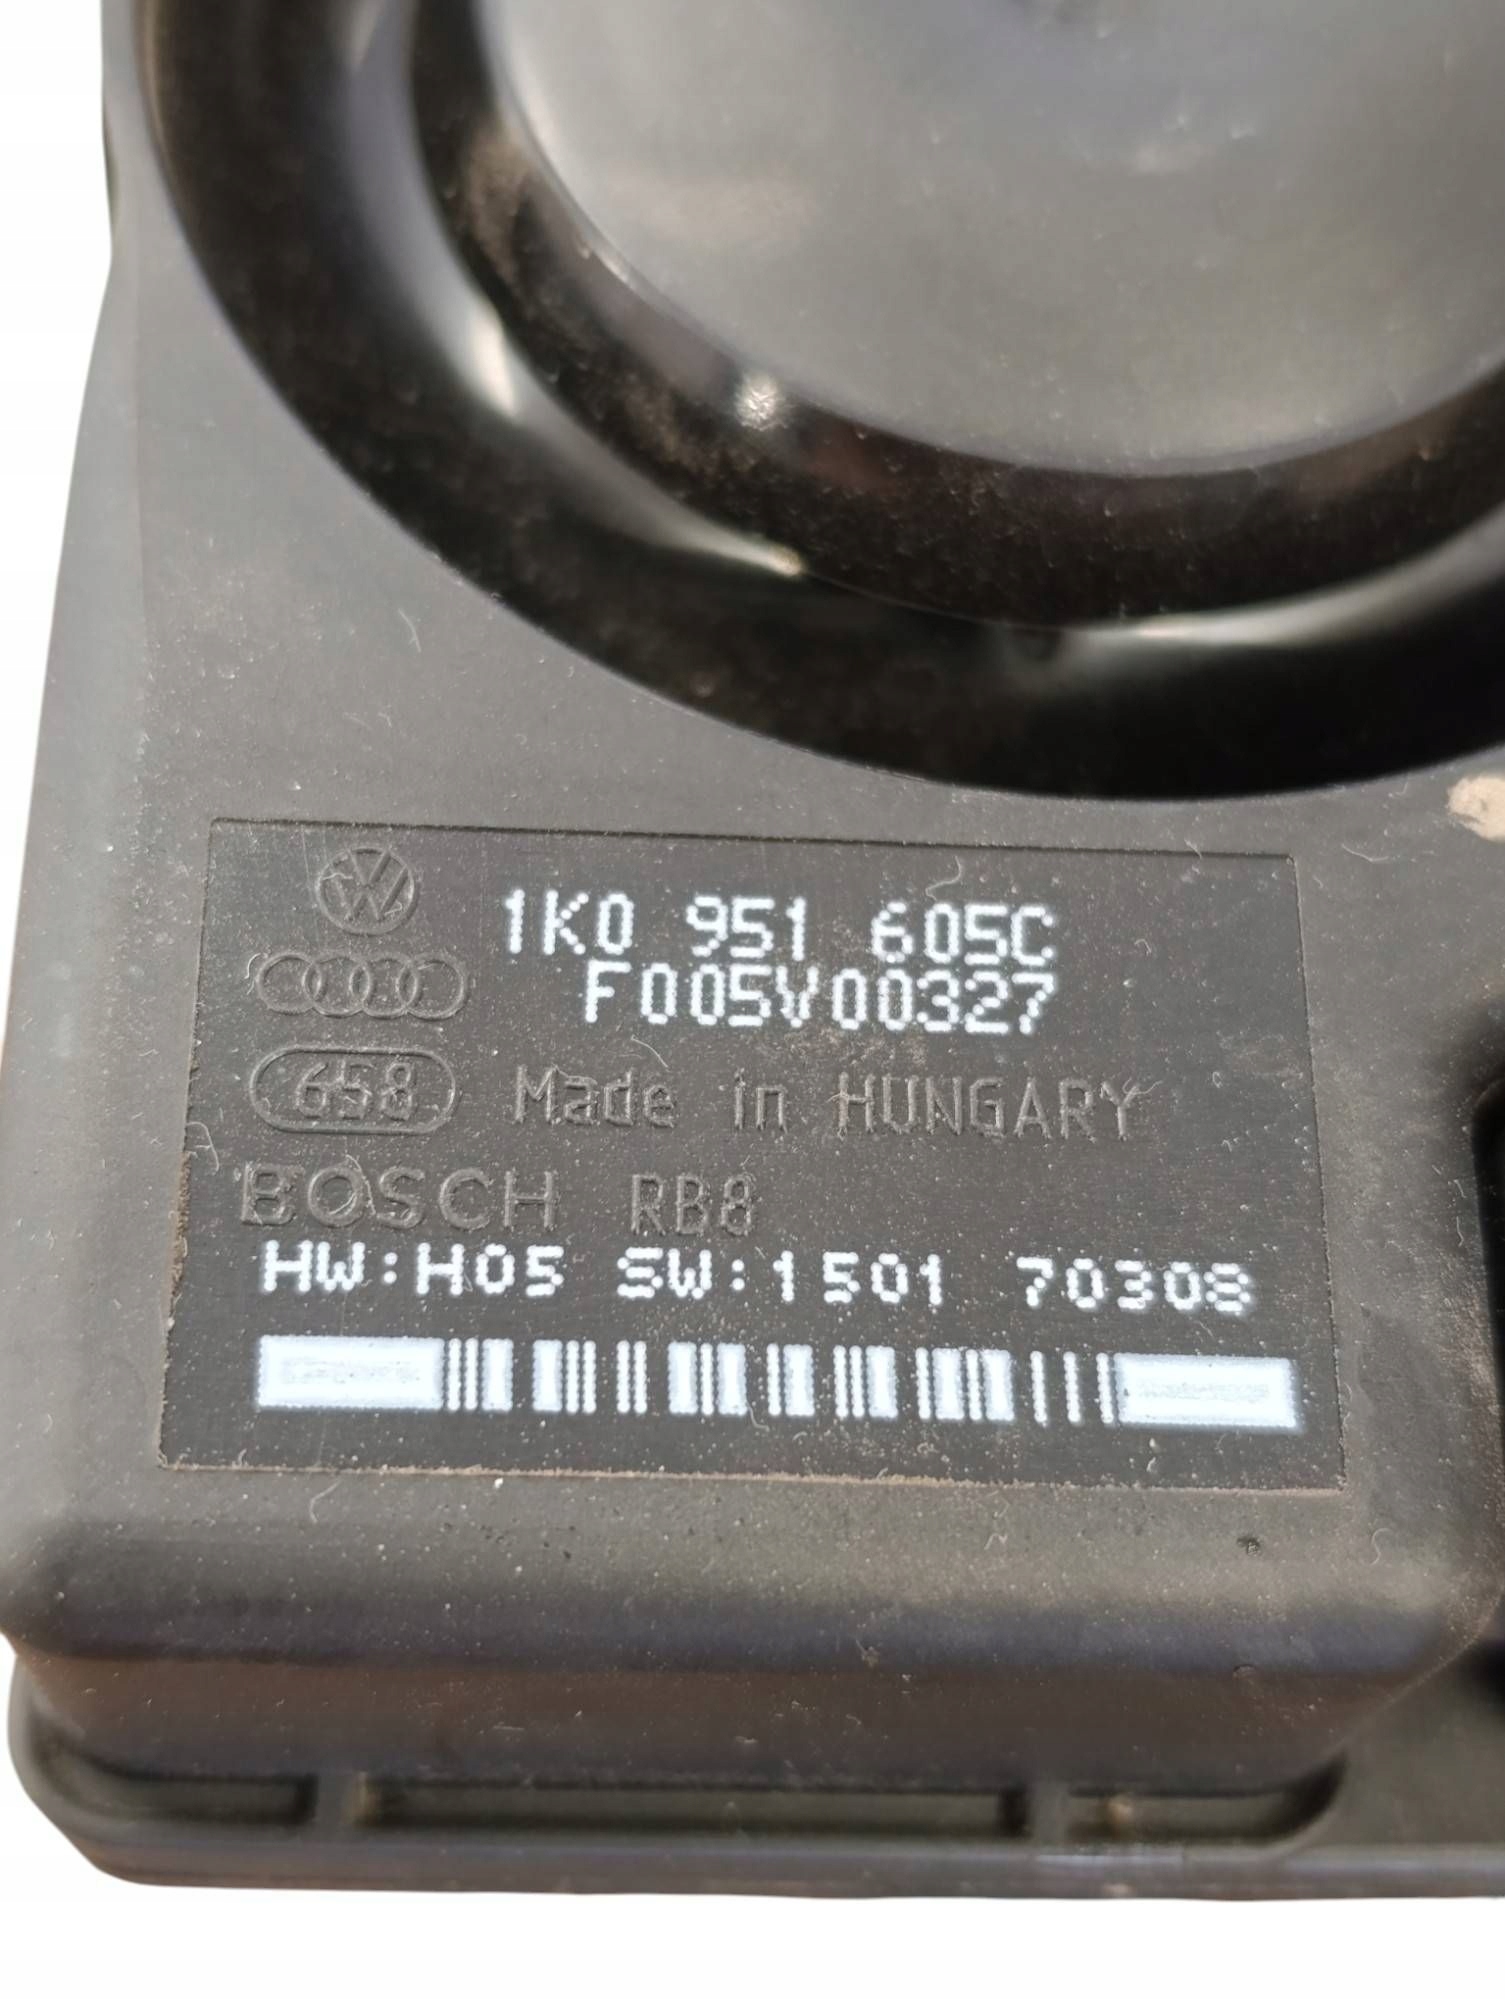 1K0 951 605C
F005V00327
658 Made in HUNGARY
BOSCH RB8
HW:H05 SW:1501 70308